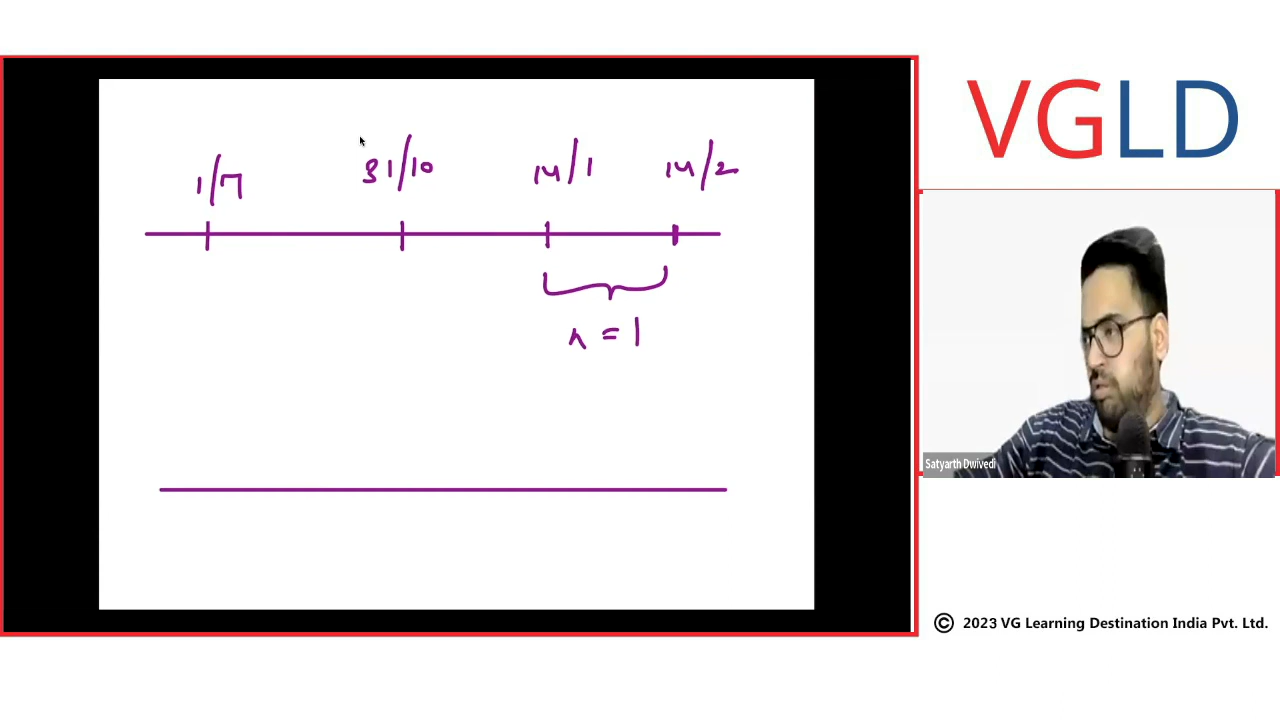 1/7 31/10 14/1 14/2
n = 1
VGLD
Satyarth Dwivedi
© 2023 VG Learning Destination India Pvt. Ltd.